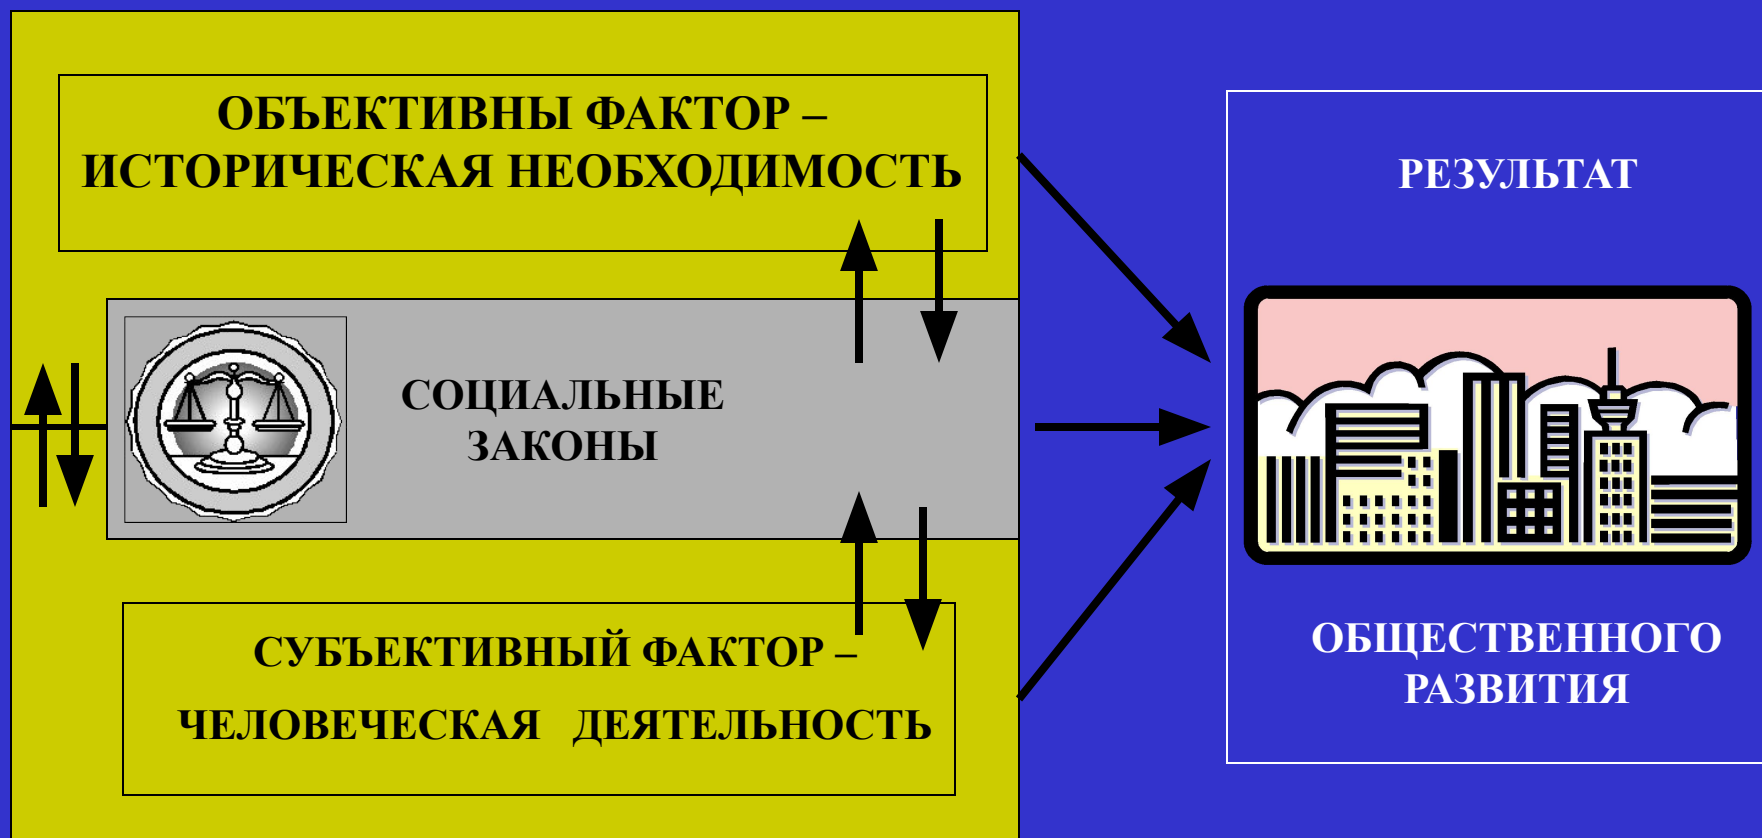 ОБЪЕКТИВНЫ ФАКТОР –
ИСТОРИЧЕСКАЯ НЕОБХОДИМОСТЬ
СОЦИАЛЬНЫЕ
ЗАКОНЫ
СУБЪЕКТИВНЫЙ ФАКТОР –
ЧЕЛОВЕЧЕСКАЯ ДЕЯТЕЛЬНОСТЬ
РЕЗУЛЬТАТ
ОБЩЕСТВЕННОГО
РАЗВИТИЯ